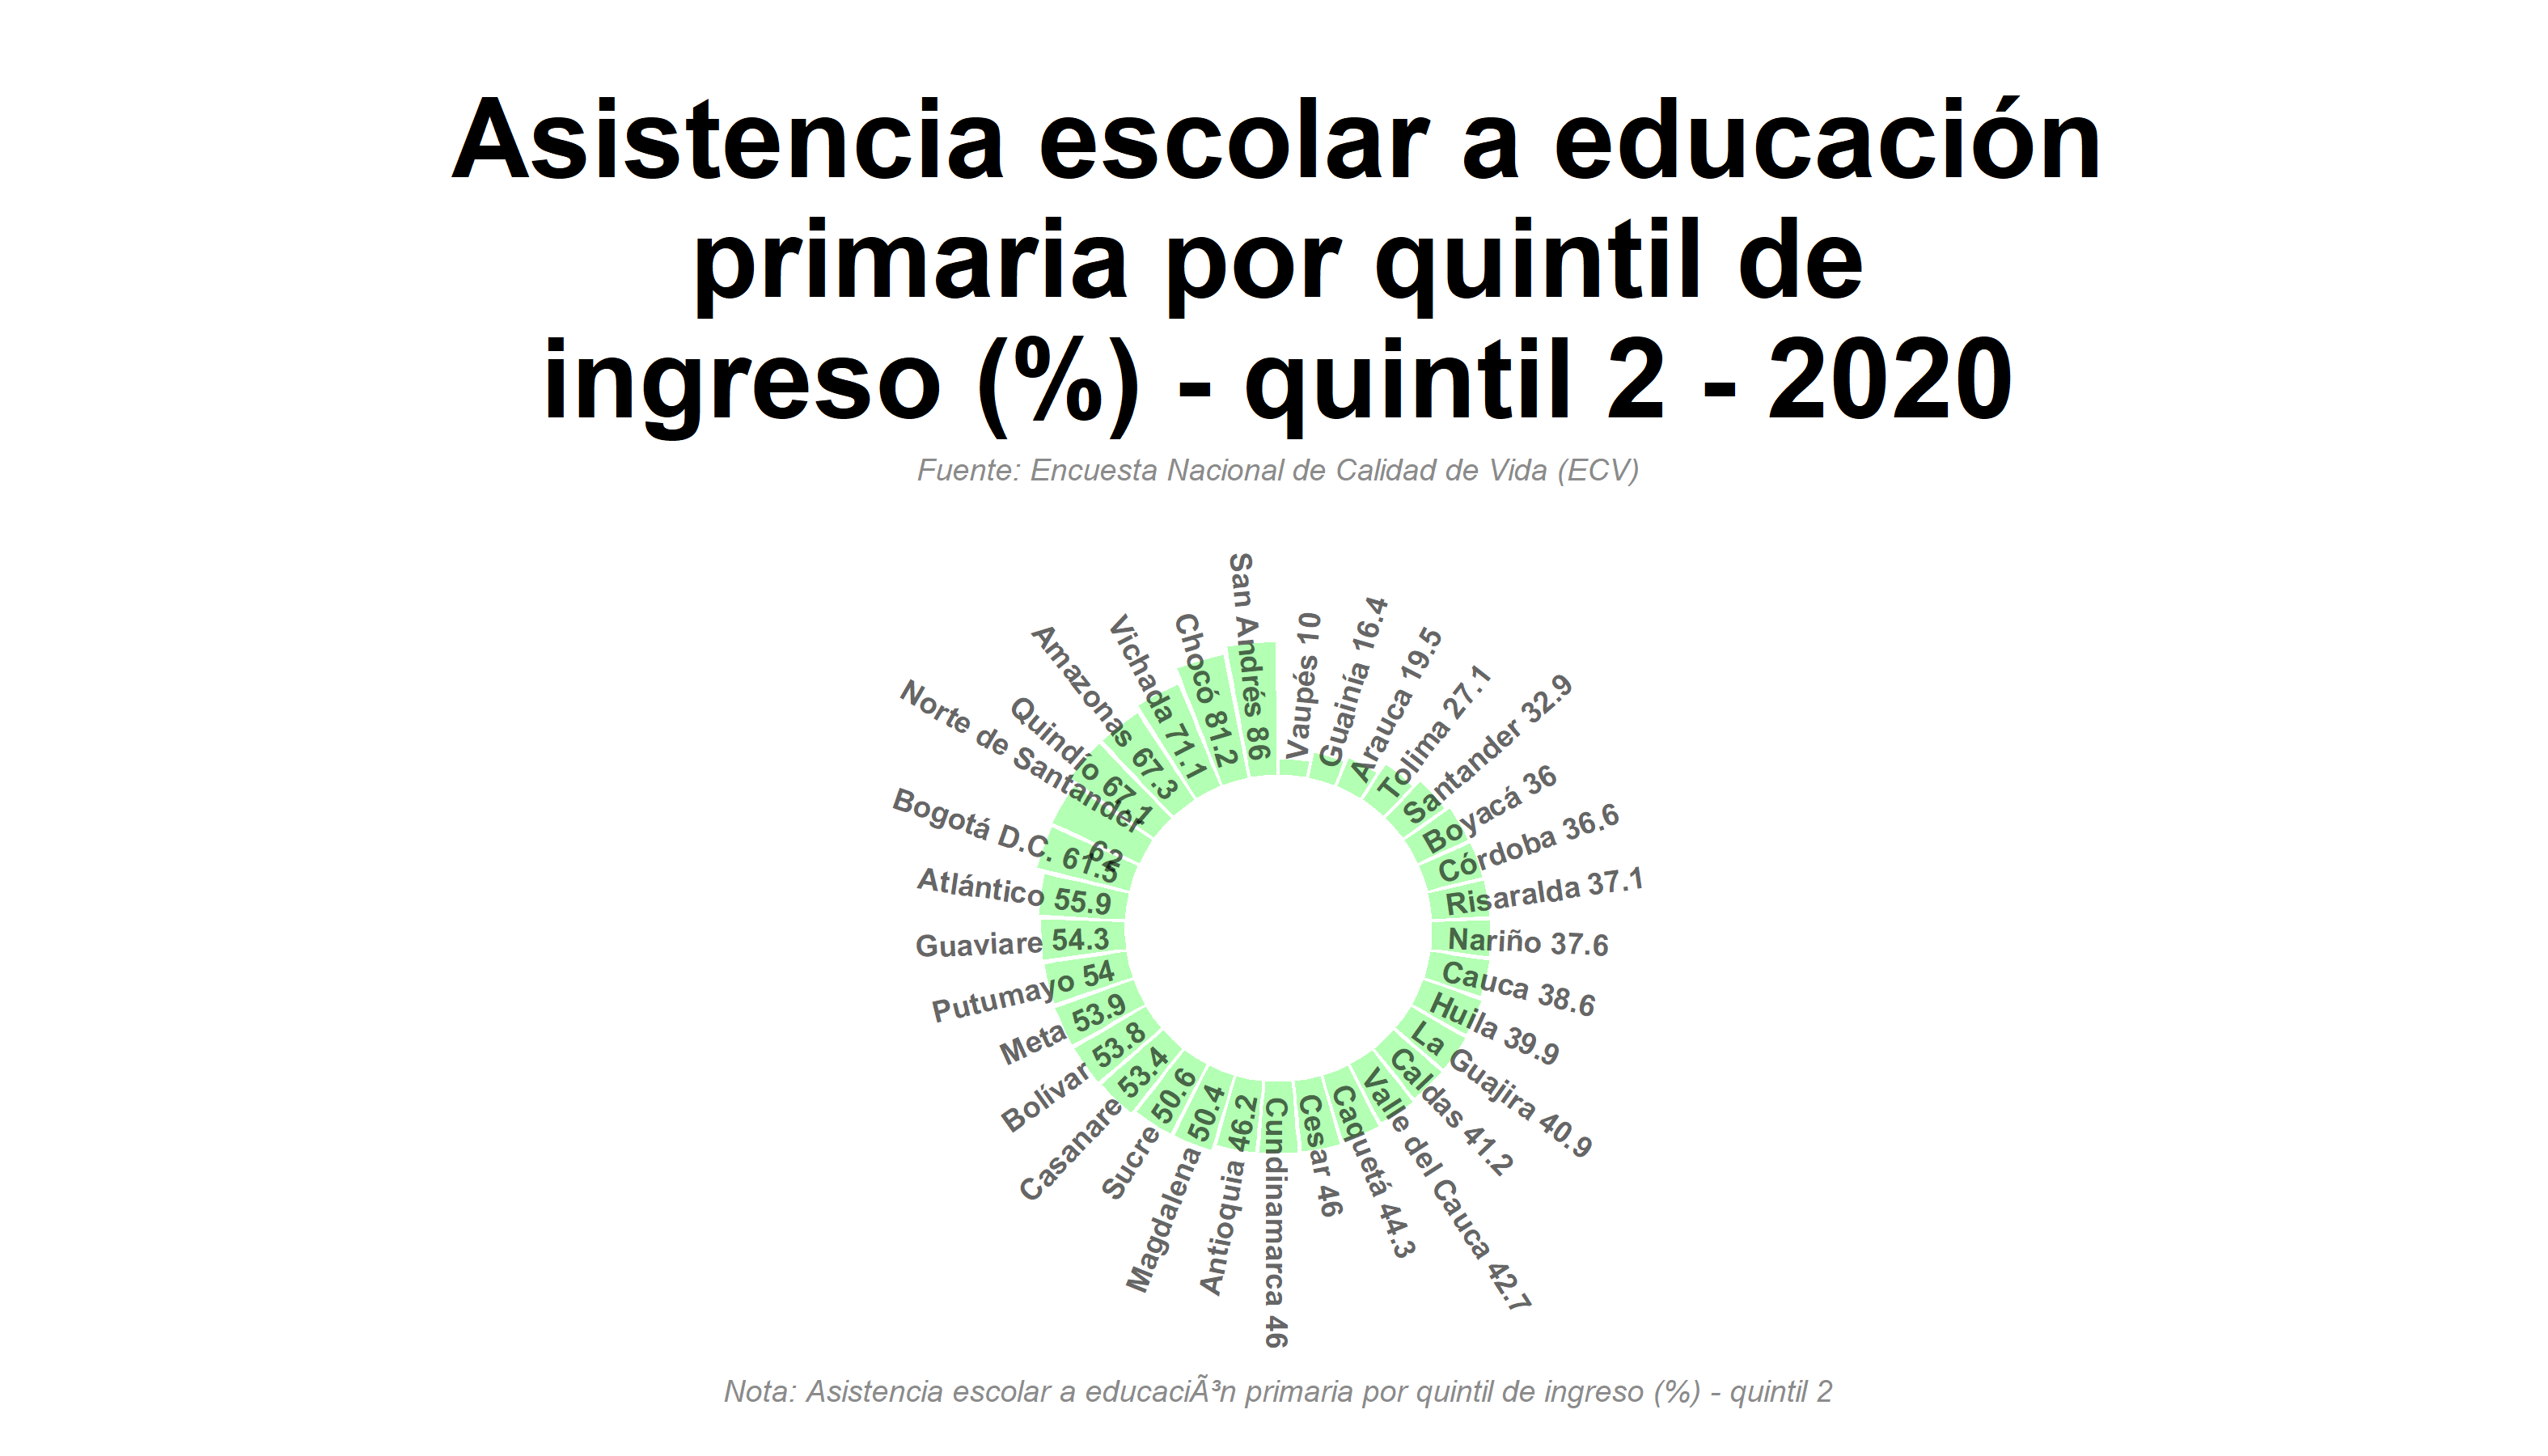 Asistencia escolar a educación
primaria por quintil de
ingreso (%) - quintil 2 - 2020
Fuente: Encuesta Nacional de Calidad de Vida (ECV)
Vaupés 10
Guainía 16.4
Arauca 19.5
Tolima 27.1
Santander 32.9
Boyacá 36
Córdoba 36.6
Risaralda 37.1
Nariño 37.6
Cauca 38.6
Huila 39.9
La Guajira 40.9
Caldas 41.2
Valle del Cauca 42.7
Caquetá 44.3
Cesar 46
Cundinamarca 46
Antioquia 46.2
Magdalena 50.4
Sucre 50.6
Casanare 53.4
Bolívar 53.8
Meta 53.9
Putumayo 54
Guaviare 54.3
Atlántico 55.9
Bogotá D.C. 61.5
Norte de Santander
62
Quindío 67.1
Amazonas 67.3
Vichada 71.1
Chocó 81.2
San Andrés 86
Nota: Asistencia escolar a educaciÃ³n primaria por quintil de ingreso (%) - quintil 2